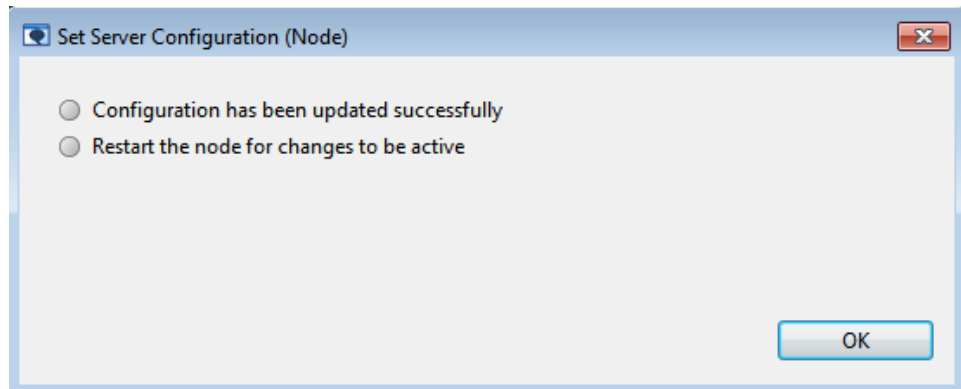 Set Server Configuration (Node)
Configuration has been updated successfully
Restart the node for changes to be active
OK